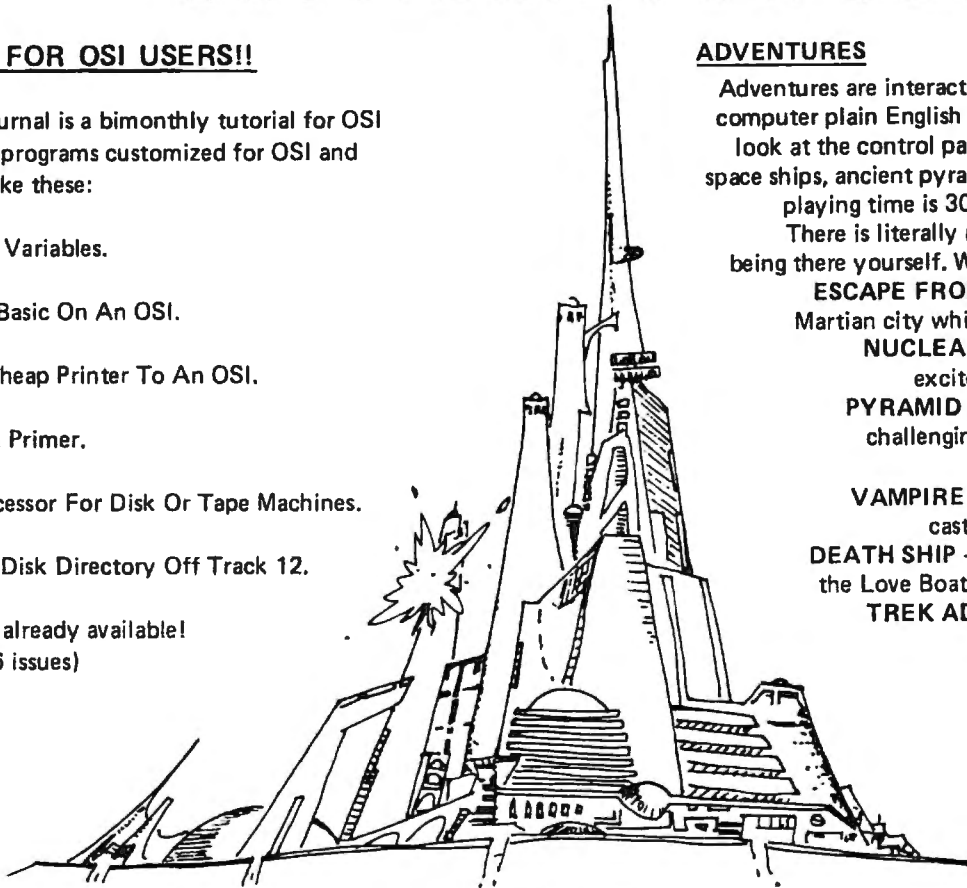 FOR OSI USERS!!
urnal is a bimonthly tutorial for OSI
programs customized for OSI and
ke these:
Variables.
Basic On An OSI.
heap Printer To An OSI.
Primer.
cessor For Disk Or Tape Machines.
Disk Directory Off Track 12.
already available!
issues)
ADVENTURES
Adventures are interact
computer plain English
look at the control pa
space ships, ancient pyra
playing time is 30
There is literally
being there yourself. W
ESCAPE FRO
Martian city whi
NUCLEA
excit
PYRAMID
challengin
VAMPIRE
cast
DEATH SHIP
the Love Boat
TREK AD